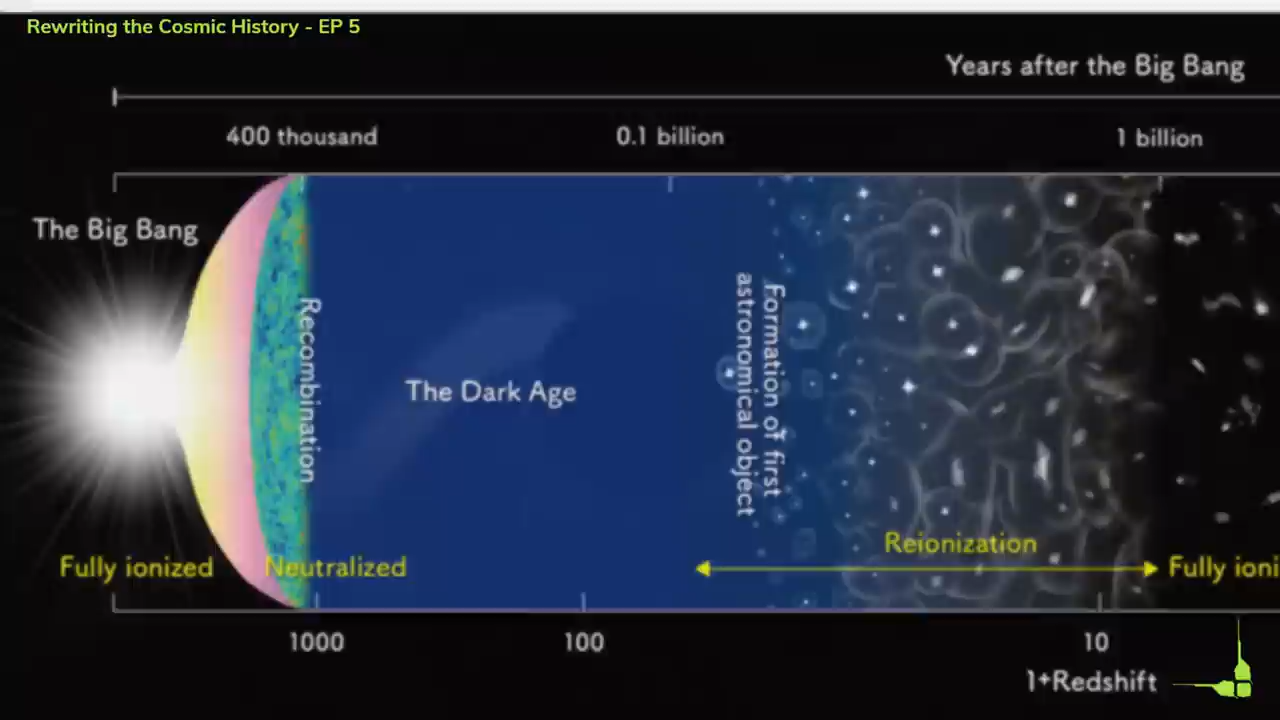 Rewriting the Cosmic History - EP 5
Years after the Big Bang
400 thousand
0.1 billion
1 billion
The Big Bang
Recombination
The Dark Age
Formation of first
astronomical object
Fully ionized
Neutralized
Reionization
Fully ioni
1000
100
10
1+Redshift